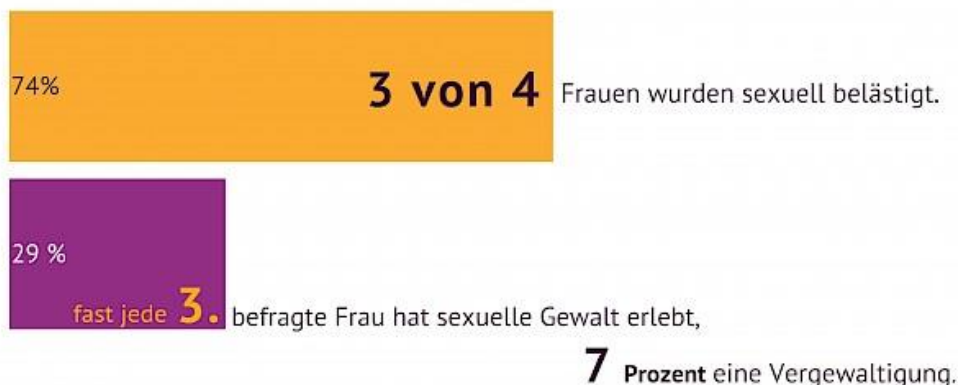 74% 3 von 4 Frauen wurden sexuell belästigt.
29 %
fast jede 3. befragte Frau hat sexuelle Gewalt erlebt,
7 Prozent eine Vergewaltigung.